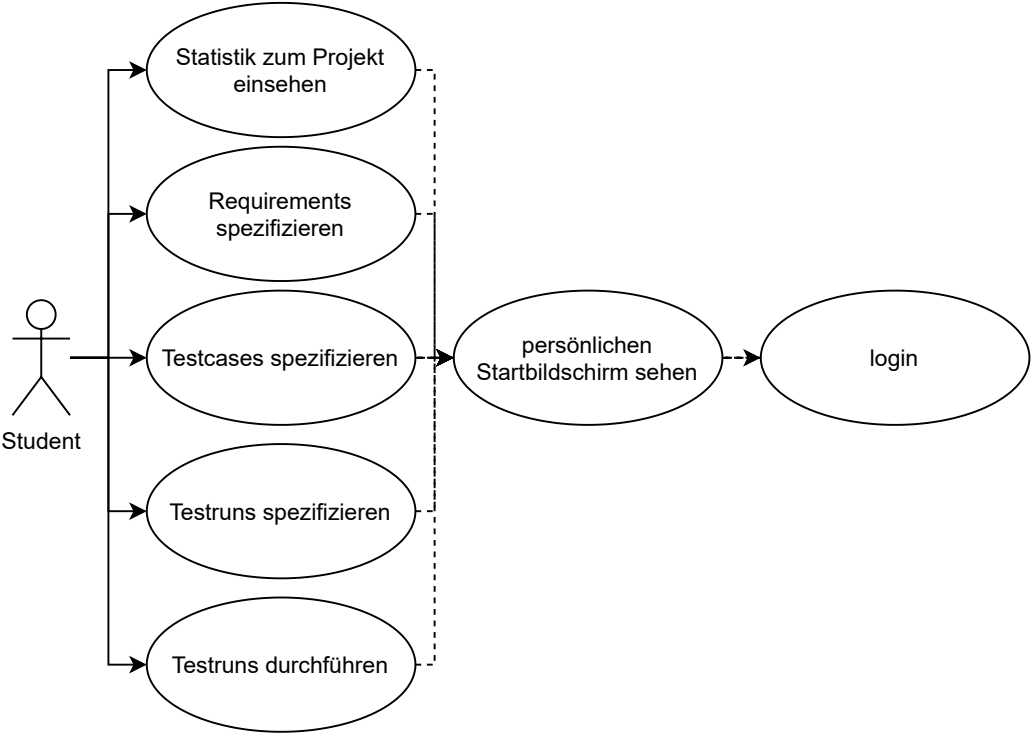 Statistik zum Projekt
einsehen
Requirements
spezifizieren
Testcases spezifizieren
persönlichen
Startbildschirm sehen
login
Student
Testruns spezifizieren
Testruns durchführen